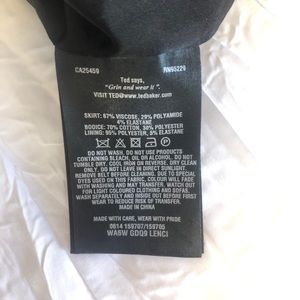 CA25450 RN95229
Ted says,
"Grin and wear it"
VISIT TED@www.tedbaker.com
SKIRT: 67% VISCOSE, 29% POLYAMIDE
4% ELASTANE
BODICE: 70% COTTON, 30% POLYESTER
LINING: 95% POLYESTER, 5% ELASTANE
DO NOT WASH. DO NOT USE PRODUCTS
CONTAINING BLEACH, OIL OR ALCOHOL. DO NOT
TUMBLE DRY. COOL IRON ON REVERSE. DRY CLEAN
ONLY. DO NOT LEAVE IN DIRECT SUNLIGHT.
REMOVE BELT BEFORE CLEANING. DUE TO SPECIAL
DYES USED ON THIS FABRIC, COLOUR WILL FADE
WITH WASHING AND MAY TRANSFER. WATCH OUT
FOR LIGHT COLOURED CLOTHING AND SOFAS.
WASH SEPARATELY AND INSIDE OUT BEFORE FIRST
WEAR TO REDUCE RISK OF TRANSFER.
MADE IN CHINA
MADE WITH CARE, WEAR WITH PRIDE
0614 159707/159705
WA5W GDQ9 LENCI